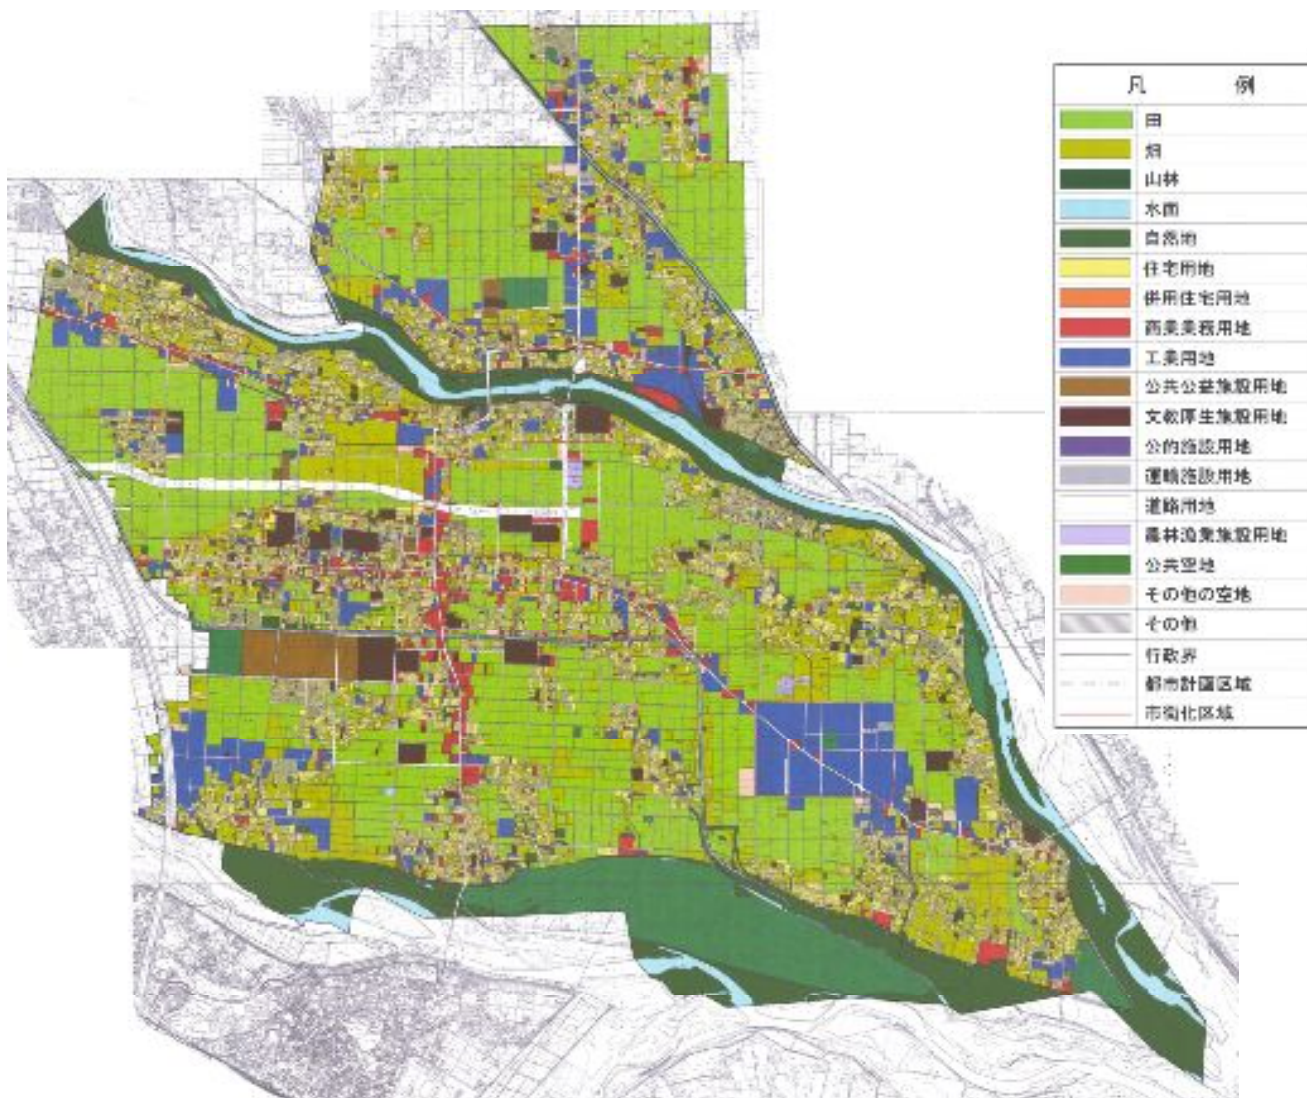 凡 例
田
畑
山林
水面
自然地
住宅用地
併用住宅用地
商業業務用地
工業用地
公共公益施設用地
文教厚生施設用地
公的施設用地
運輸施設用地
道路用地
農林漁業施設用地
公共空地
その他の空地
その他
行政界
都市計画区域
市街化区域